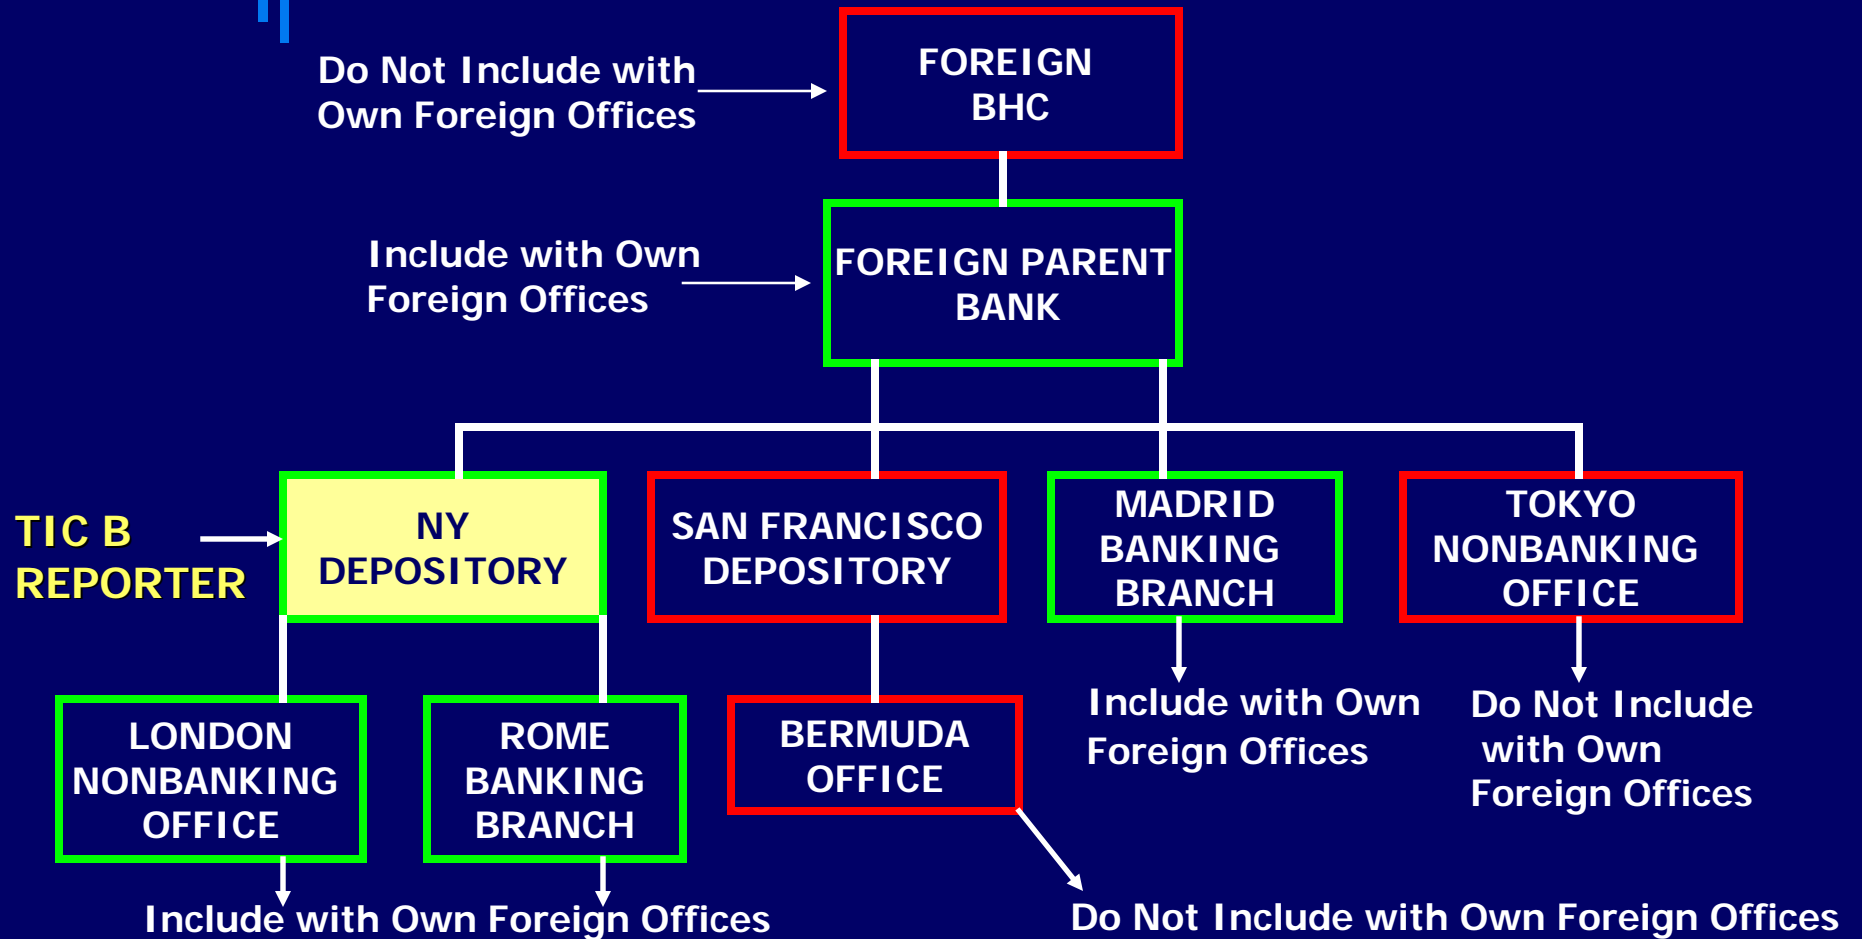 Do Not Include with
Own Foreign Offices
FOREIGN
BHC
Include with Own
Foreign Offices
FOREIGN PARENT
BANK
TIC B
REPORTER
NY
DEPOSITORY
SAN FRANCISCO
DEPOSITORY
MADRID
BANKING
BRANCH
TOKYO
NONBANKING
OFFICE
LONDON
NONBANKING
OFFICE
ROME
BANKING
BRANCH
BERMUDA
OFFICE
Include with Own
Foreign Offices
Do Not Include
with Own
Foreign Offices
Include with Own Foreign Offices
Do Not Include with Own Foreign Offices